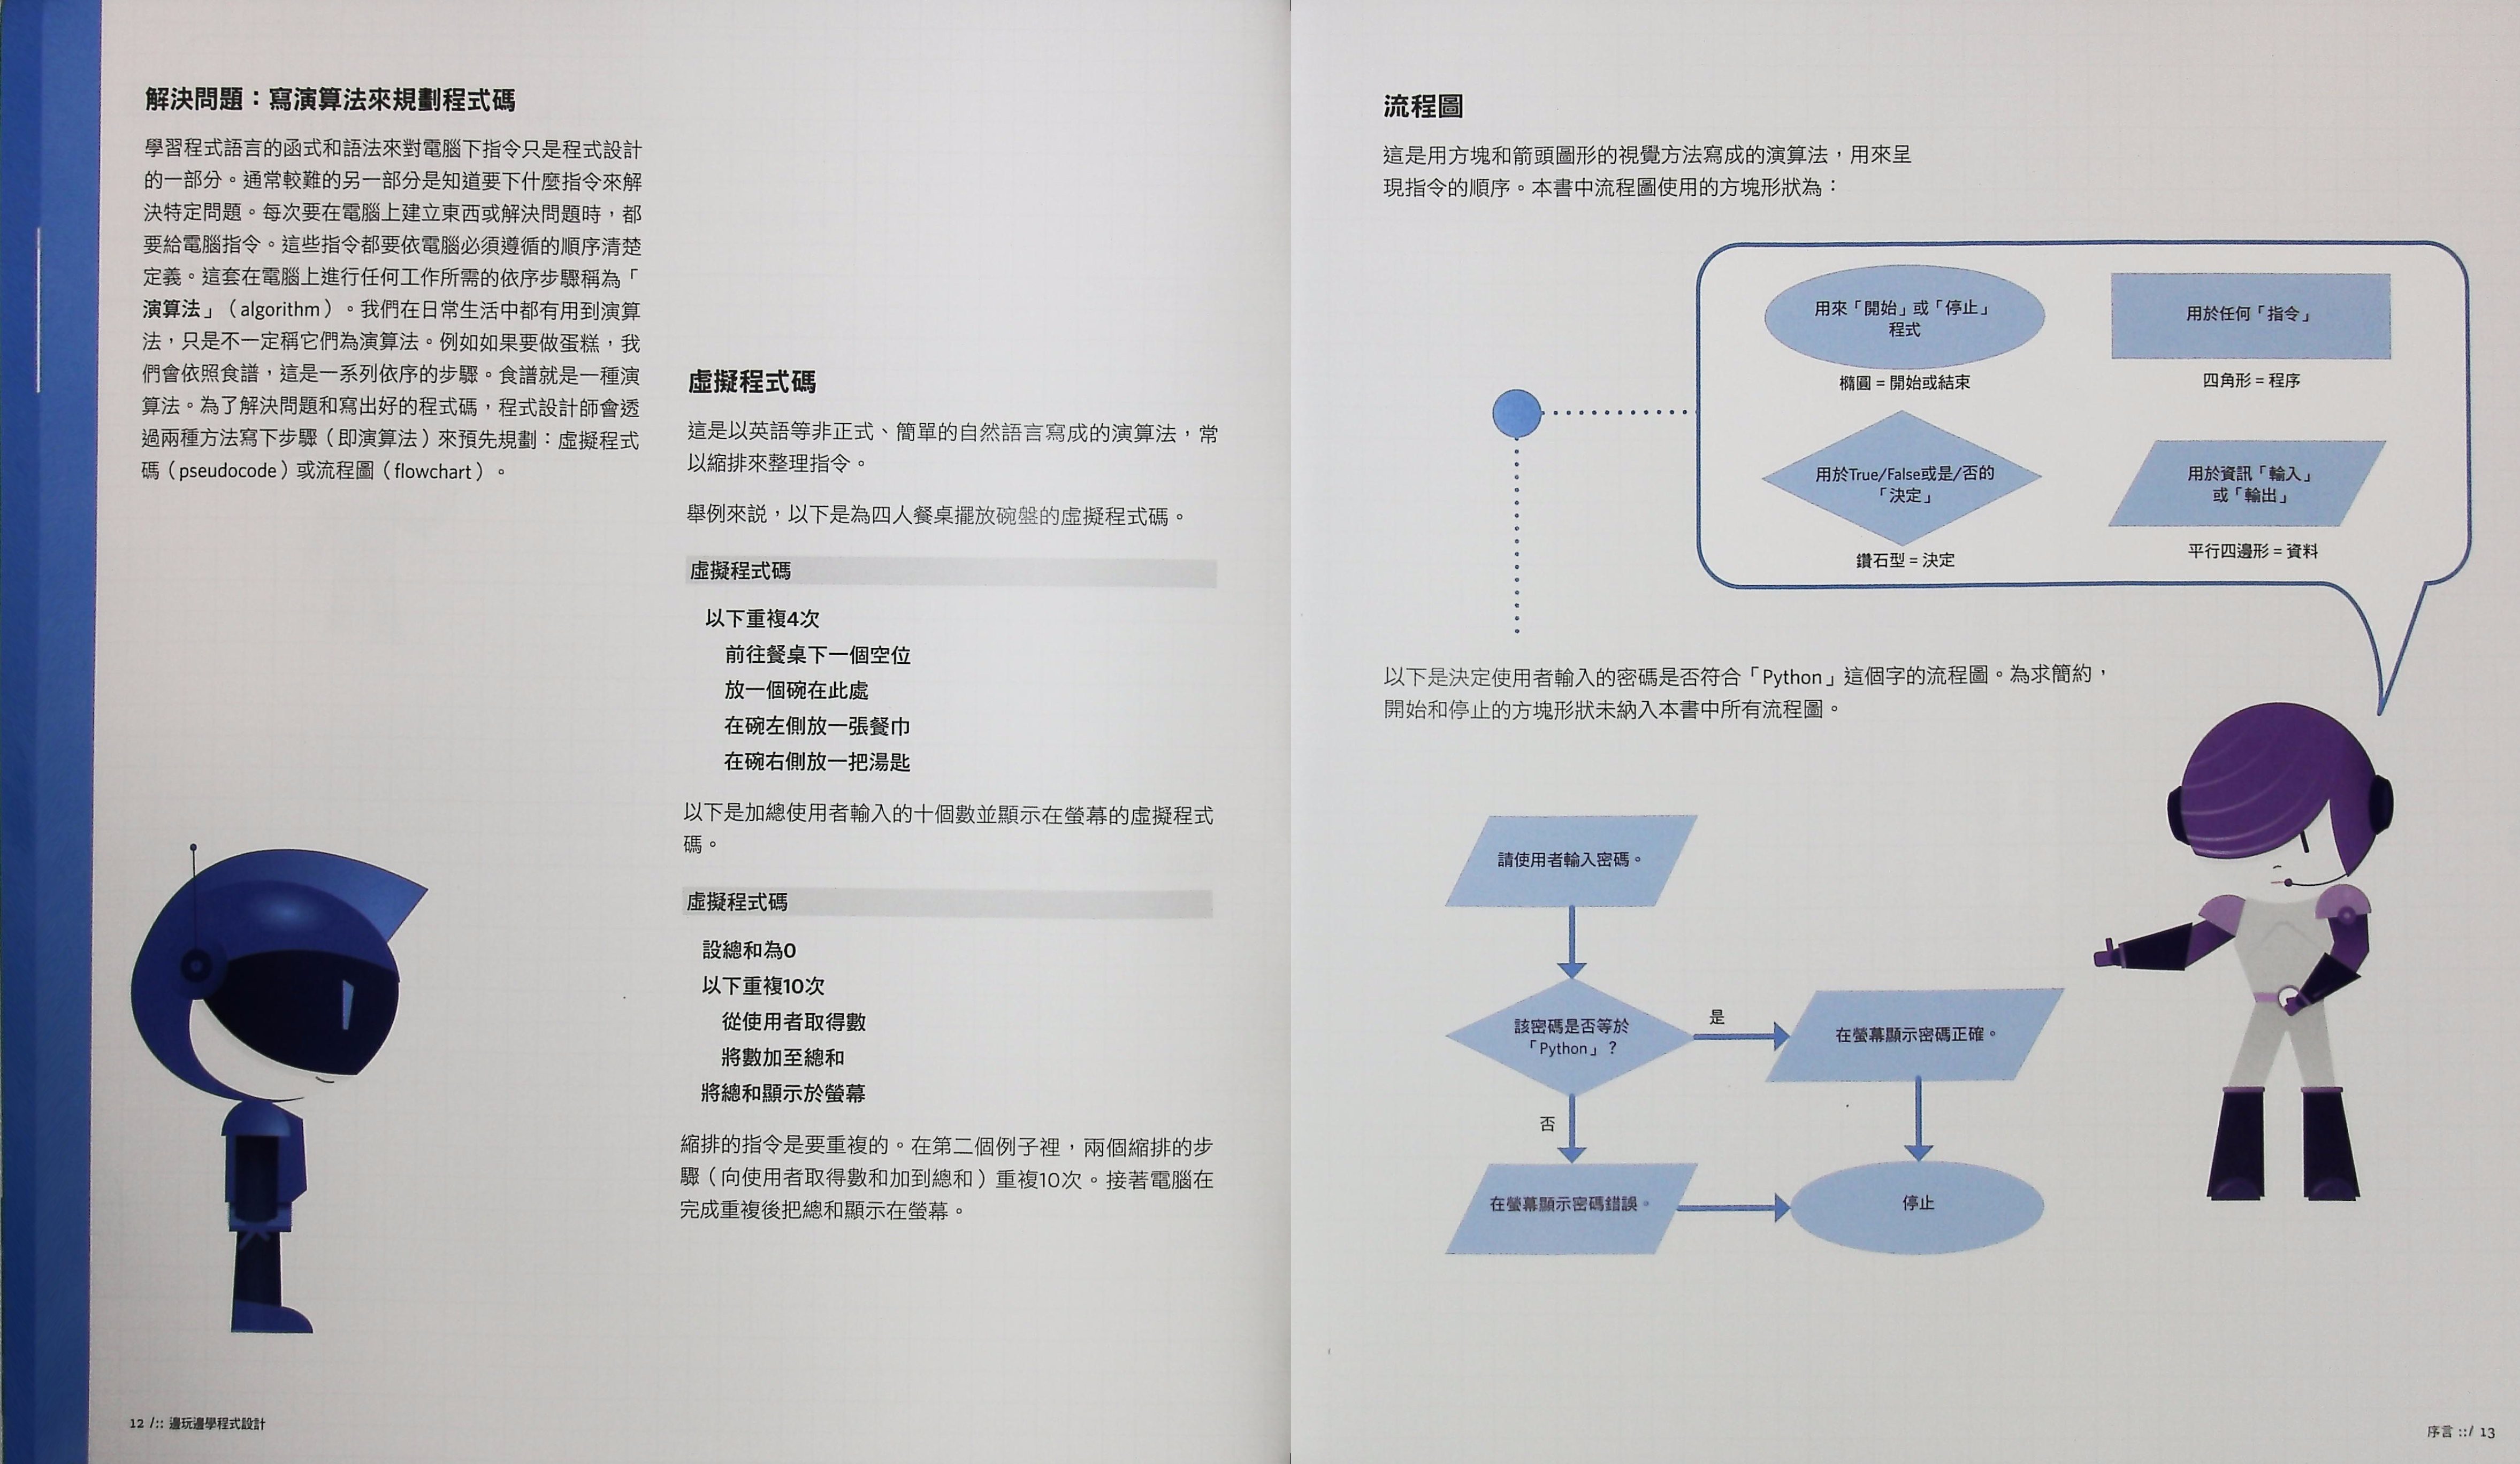 解決問題：寫演算法來規劃程式碼
學習程式語言的函式和語法來對電腦下指令只是程式設計
的一部分。通常較難的另一部分是知道要下什麼指令來解
決特定問題。每次要在電腦上建立東西或解決問題時，都
要給電腦指令。這些指令都要依電腦必須遵循的順序清楚
定義。這套在電腦上進行任何工作所需的依序步驟稱為「
演算法」（algorithm）。我們在日常生活中都有用到演算
法，只是不一定稱它們為演算法。例如如果要做蛋糕，我
們會依照食譜，這是一系列依序的步驟。食譜就是一種演
算法。為了解決問題和寫出好的程式碼，程式設計師會透
過兩種方法寫下步驟（即演算法）來預先規劃：虛擬程式
碼（pseudocode）或流程圖（flowchart）。
虛擬程式碼
這是以英語等非正式、簡單的自然語言寫成的演算法，常
以縮排來整理指令。
舉例來説，以下是為四人餐桌擺放碗盤的虛擬程式碼。
虛擬程式碼
以下重複4次
前往餐桌下一個空位
放一個碗在此處
在碗左側放一張餐巾
在碗右側放一把湯匙
以下是加總使用者輸入的十個數並顯示在螢幕的虛擬程式
碼。
虛擬程式碼
設總和為0
以下重複10次
從使用者取得數
將數加至總和
將總和顯示於螢幕
縮排的指令是要重複的。在第二個例子裡，兩個縮排的步
驟（向使用者取得數和加到總和）重複10次。接著電腦在
完成重複後把總和顯示在螢幕。
12 /:: 邊玩邊學程式設計
流程圖
這是用方塊和箭頭圖形的視覺方法寫成的演算法，用來呈
現指令的順序。本書中流程圖使用的方塊形狀為：
用來「開始」或「停止」
程式
橢圓 = 開始或結束
用於任何「指令」
四角形 = 程序
用於True/False或是/否的
「決定」
鑽石型 = 決定
用於資訊「輸入」
或「輸出」
平行四邊形 = 資料
以下是決定使用者輸入的密碼是否符合「Python」這個字的流程圖。為求簡約，
開始和停止的方塊形狀未納入本書中所有流程圖。
請使用者輸入密碼。
該密碼是否等於
「Python」？
是
在螢幕顯示密碼正確。
否
在螢幕顯示密碼錯誤。
停止
序言 ::/ 13